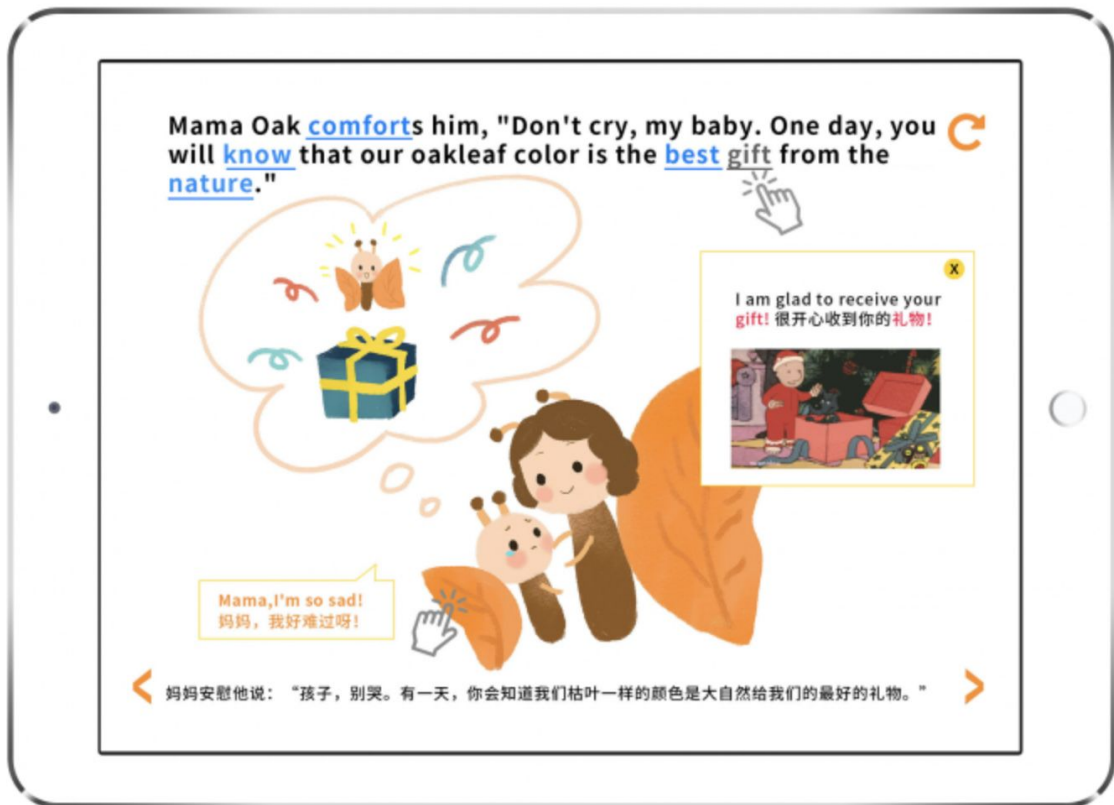 Mama Oak comforts him, "Don't cry, my baby. One day, you
will know that our oakleaf color is the best gift from the
nature."
X
I am glad to receive your
gift! 很开心收到你的礼物!
Mama,I'm so sad!
妈妈，我好难过呀!
妈妈安慰他说： “孩子，别哭。有一天，你会知道我们枯叶一样的颜色是大自然给我们的最好的礼物。”